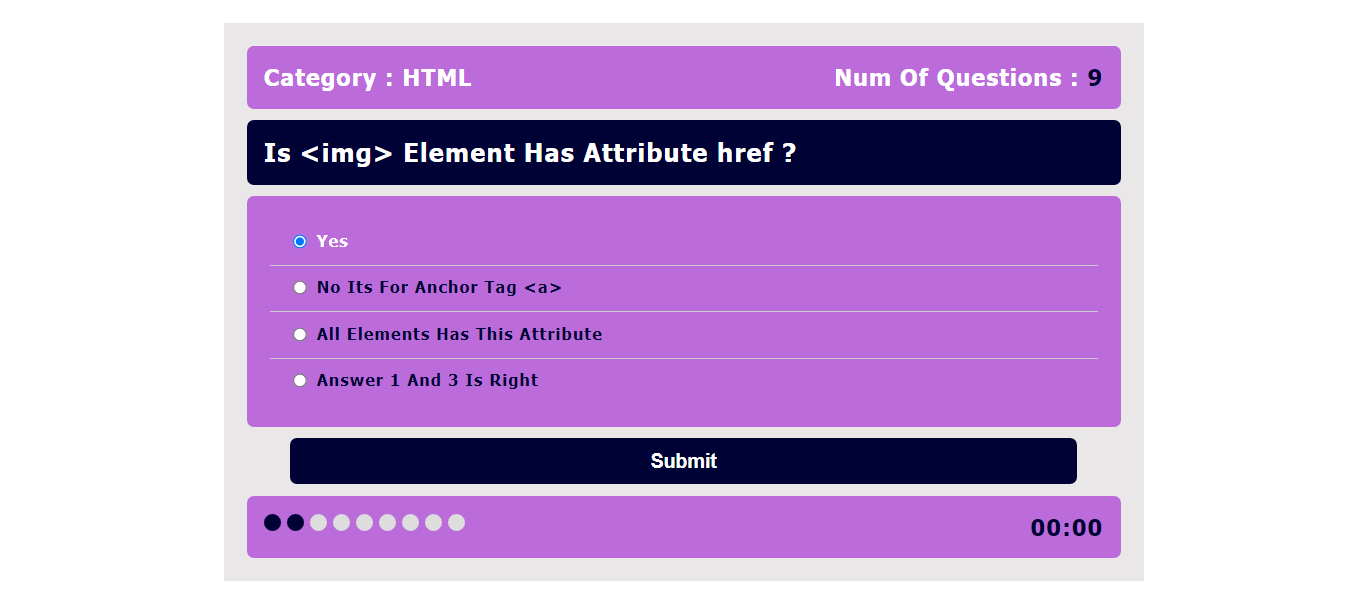 Category : HTML Num Of Questions : 9
Is <img> Element Has Attribute href ?
Yes
No Its For Anchor Tag <a>
All Elements Has This Attribute
Answer 1 And 3 Is Right
Submit
00:00